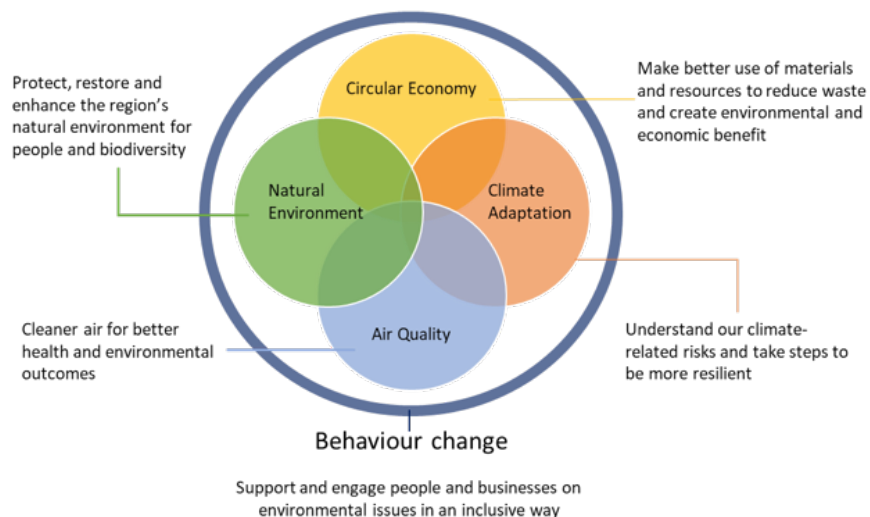 Circular Economy
Protect, restore and
enhance the region's
natural environment for
people and biodiversity
Make better use of materials
and resources to reduce waste
and create environmental and
economic benefit
Natural
Environment
Climate
Adaptation
Cleaner air for better
health and environmental
outcomes
Air Quality
Understand our climate-
related risks and take steps to
be more resilient
Behaviour change
Support and engage people and businesses on
environmental issues in an inclusive way